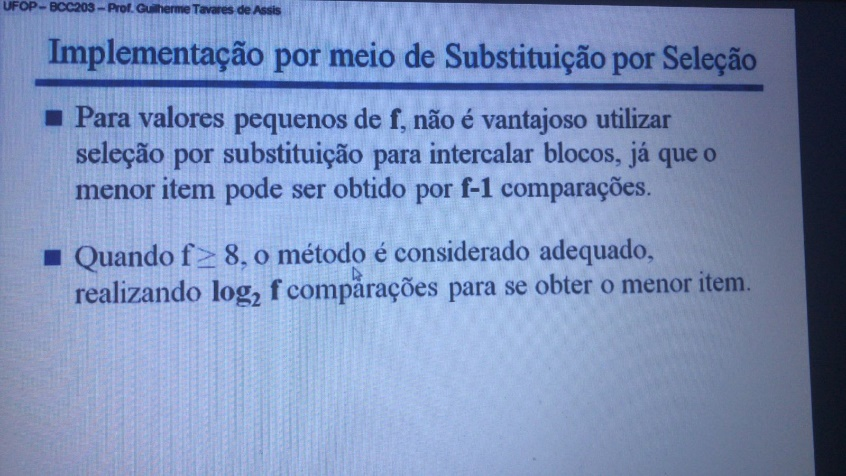 UFOP – BCC203 – Prof. Guilherme Tavares de Assis
Implementação por meio de Substituição por Seleção
Para valores pequenos de f, não é vantajoso utilizar
seleção por substituição para intercalar blocos, já que o
menor item pode ser obtido por f-1 comparações.
Quando f ≥ 8, o método é considerado adequado,
realizando log₂ f comparações para se obter o menor item.